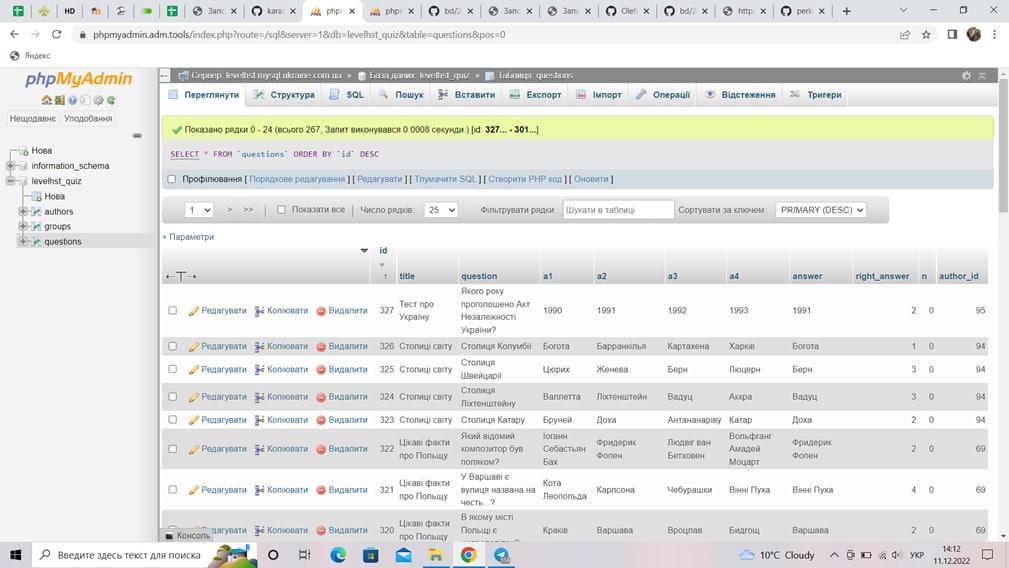 Зано
karaz
phpm
phpm
bd/2
Зано
Зано
Olefi
bd/2
http
perk
HD
phpmyadmin.adm.tools/index.php?route=/sql&server=1&db=levelhst_quiz&table=questions&pos=0
Яндекс
phpMyAdmin
Нещодавнє Уподобання
Нова
information_schema
levelhst_quiz
Нова
authors
groups
questions
Сервер: levelhst.mysql.ukraine.com.ua » База даних: levelhst_quiz » Таблиця: questions
Переглянути Структура SQL Пошук Вставити Експорт Імпорт Операції Відстеження Тригери
Показано рядки 0 - 24 (всього 267, Запит виконувався 0.0008 секунди.) [id: 327... - 301...]
SELECT * FROM `questions` ORDER BY `id` DESC
Профілювання [ Порядкове редагування ] [ Редагувати ] [ Тлумачити SQL ] [ Створити PHP код ] [ Оновити ]
1 > >> Показати все Число рядків: 25 Фільтрувати рядки: Шукати в таблиці Сортувати за ключем: PRIMARY (DESC)
+ Параметри
←T→ id 1 title question a1 a2 a3 a4 answer right_answer n author_id
Редагувати Копіювати Видалити 327 Тест про Україну Якого року проголошено Акт Незалежності України? 1990 1991 1992 1993 1991 2 0 95
Редагувати Копіювати Видалити 326 Столиці світу Столиця Колумбії Богота Барранкілья Картахена Харків Богота 1 0 94
Редагувати Копіювати Видалити 325 Столиці світу Столиця Швейцарії Цюрих Женева Берн Люцерн Берн 3 0 94
Редагувати Копіювати Видалити 324 Столиці світу Столиця Ліхтенштейну Валлетта Ліхтенштейн Вадуц Аккра Вадуц 3 0 94
Редагувати Копіювати Видалити 323 Столиці світу Столиця Катару Бруней Доха Антананаріву Катар Доха 2 0 94
Редагувати Копіювати Видалити 322 Цікаві факти про Польщу Який відомий композитор був поляком? Іоганн Себастьян Бах Фридерик Фопен Людвіг ван Бетховен Вольфганг Амадей Моцарт Фридерик Фопен 2 0 69
Редагувати Копіювати Видалити 321 Цікаві факти про Польщу У Варшаві є вулиця названа на честь...? Кота Леопольда Карлсона Чебурашки Вінні Пуха Вінні Пуха 4 0 69
Редагувати Копіювати Видалити 320 Цікаві факти про Польщу В якому місті Польщі є Краків Варшава Вроцлав Бидгощ Варшава 2 0 69
Консоль
Введите здесь текст для поиска
10°C Cloudy
УКР
14:12
11.12.2022